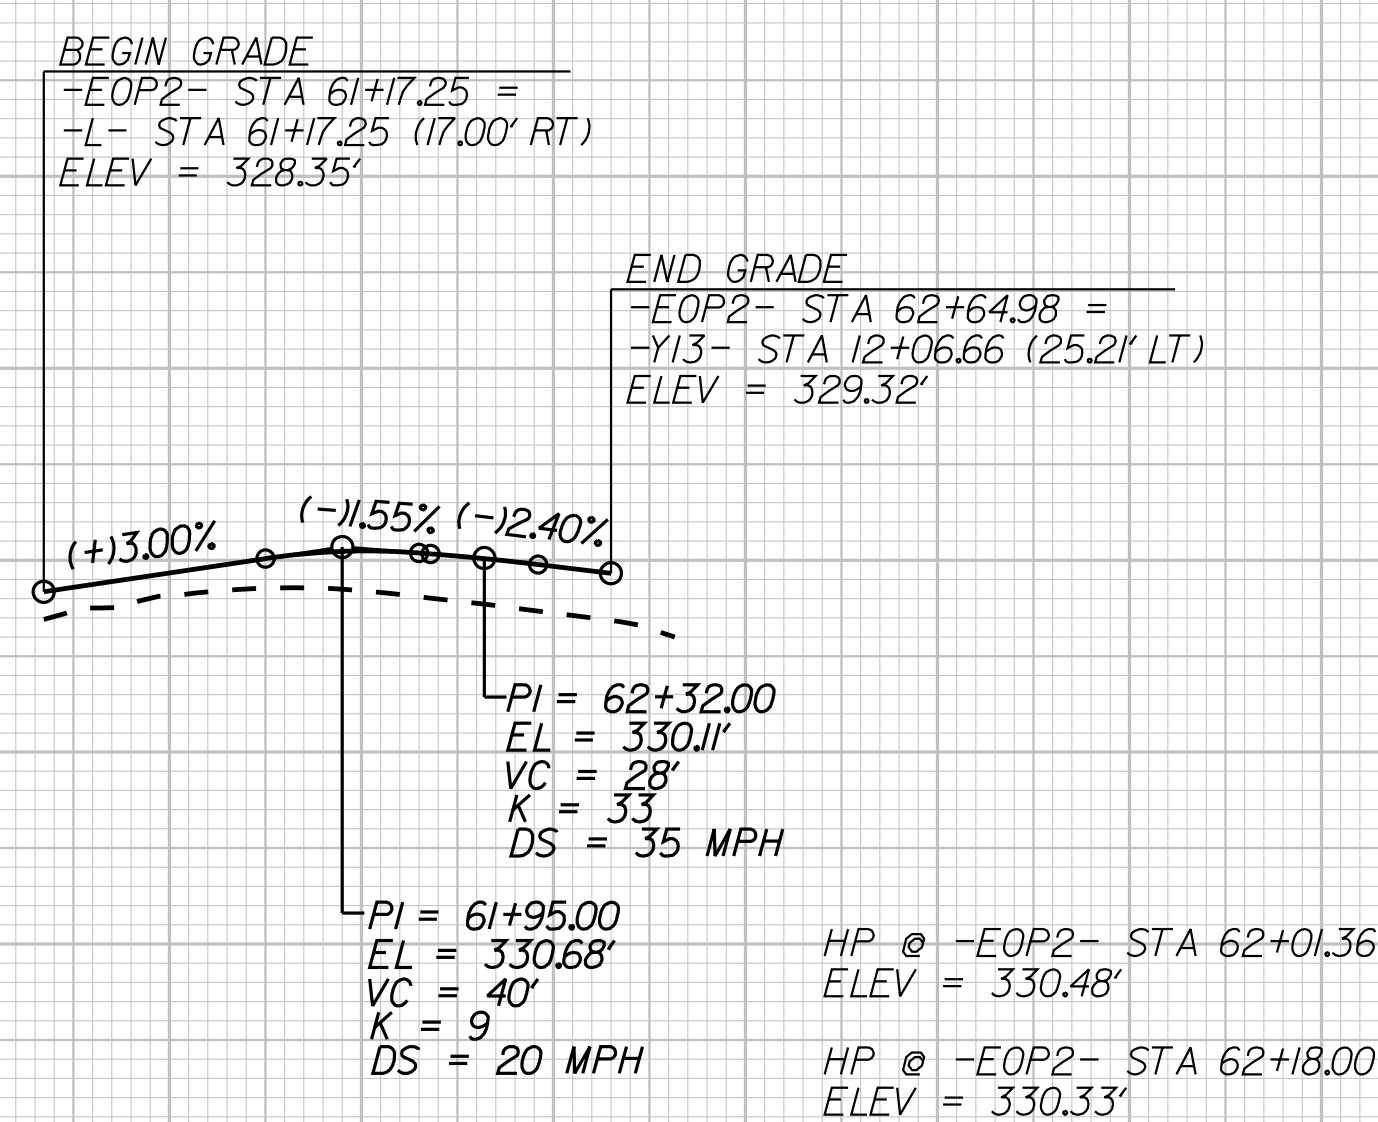 BEGIN GRADE
-EOP2- STA 61+17.25 =
-L- STA 61+17.25 (17.00' RT)
ELEV = 328.35'
END GRADE
-EOP2- STA 62+64.98 =
-Y13- STA 12+06.66 (25.21' LT)
ELEV = 329.32'
(+)3.00%
(-)1.55%
(-)2.40%
PI = 62+32.00
EL = 330.11'
VC = 28'
K = 33
DS = 35 MPH
PI = 61+95.00
EL = 330.68'
VC = 40'
K = 9
DS = 20 MPH
HP @ -EOP2- STA 62+01.36
ELEV = 330.48'
HP @ -EOP2- STA 62+18.00
ELEV = 330.33'